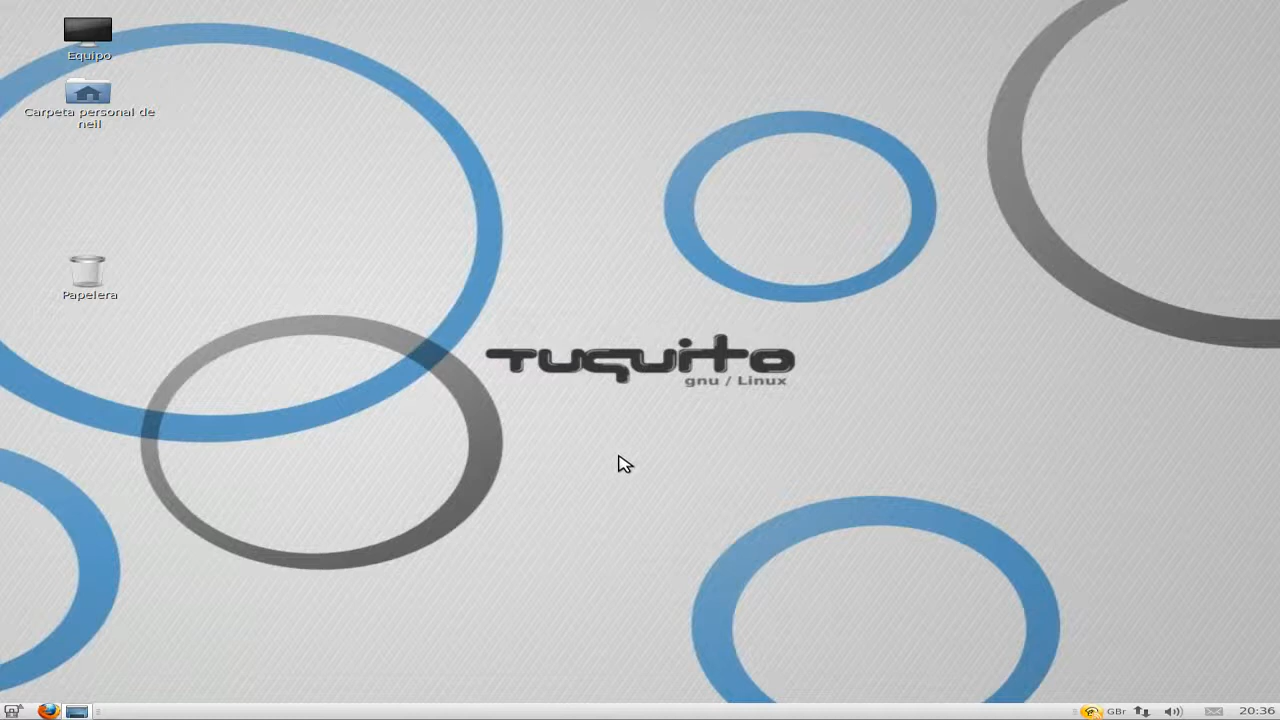 Equipo
Carpeta personal de
neil
Papelera
Tuquito
gnu / Linux
GBr
20:36